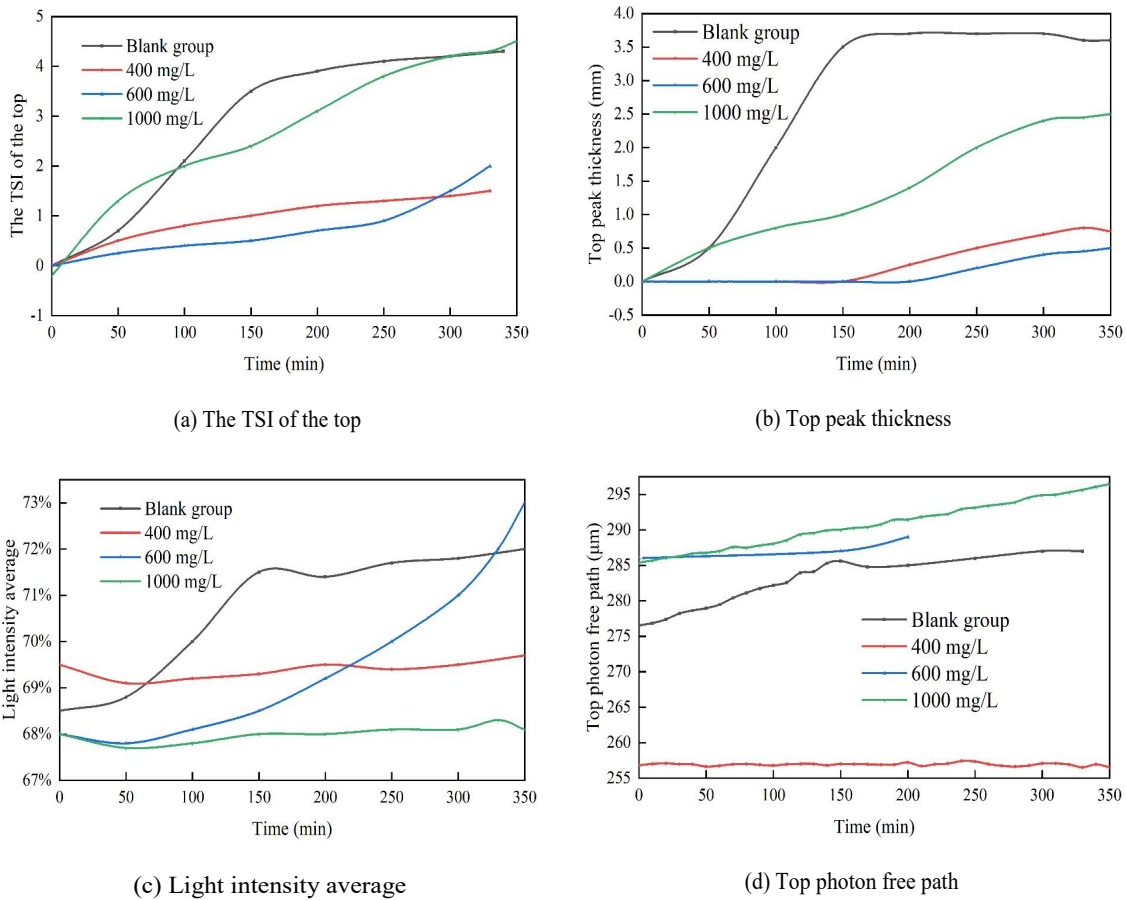 The TSI of the top
5
4
3
2
1
0
-1
Blank group
400 mg/L
600 mg/L
1000 mg/L
0 50 100 150 200 250 300 350
Time (min)
(a) The TSI of the top
Top peak thickness (mm)
4.0
3.5
3.0
2.5
2.0
1.5
1.0
0.5
0.0
-0.5
Blank group
400 mg/L
600 mg/L
1000 mg/L
0 50 100 150 200 250 300 350
Time (min)
(b) Top peak thickness
Light intensity average
73%
72%
71%
70%
69%
68%
67%
Blank group
400 mg/L
600 mg/L
1000 mg/L
0 50 100 150 200 250 300 350
Time (min)
(c) Light intensity average
Top photon free path (μm)
295
290
285
275
270
265
260
257
255
Blank group
400 mg/L
600 mg/L
1000 mg/L
0 50 100 150 200 250 300 350
Time (min)
(d) Top photon free path